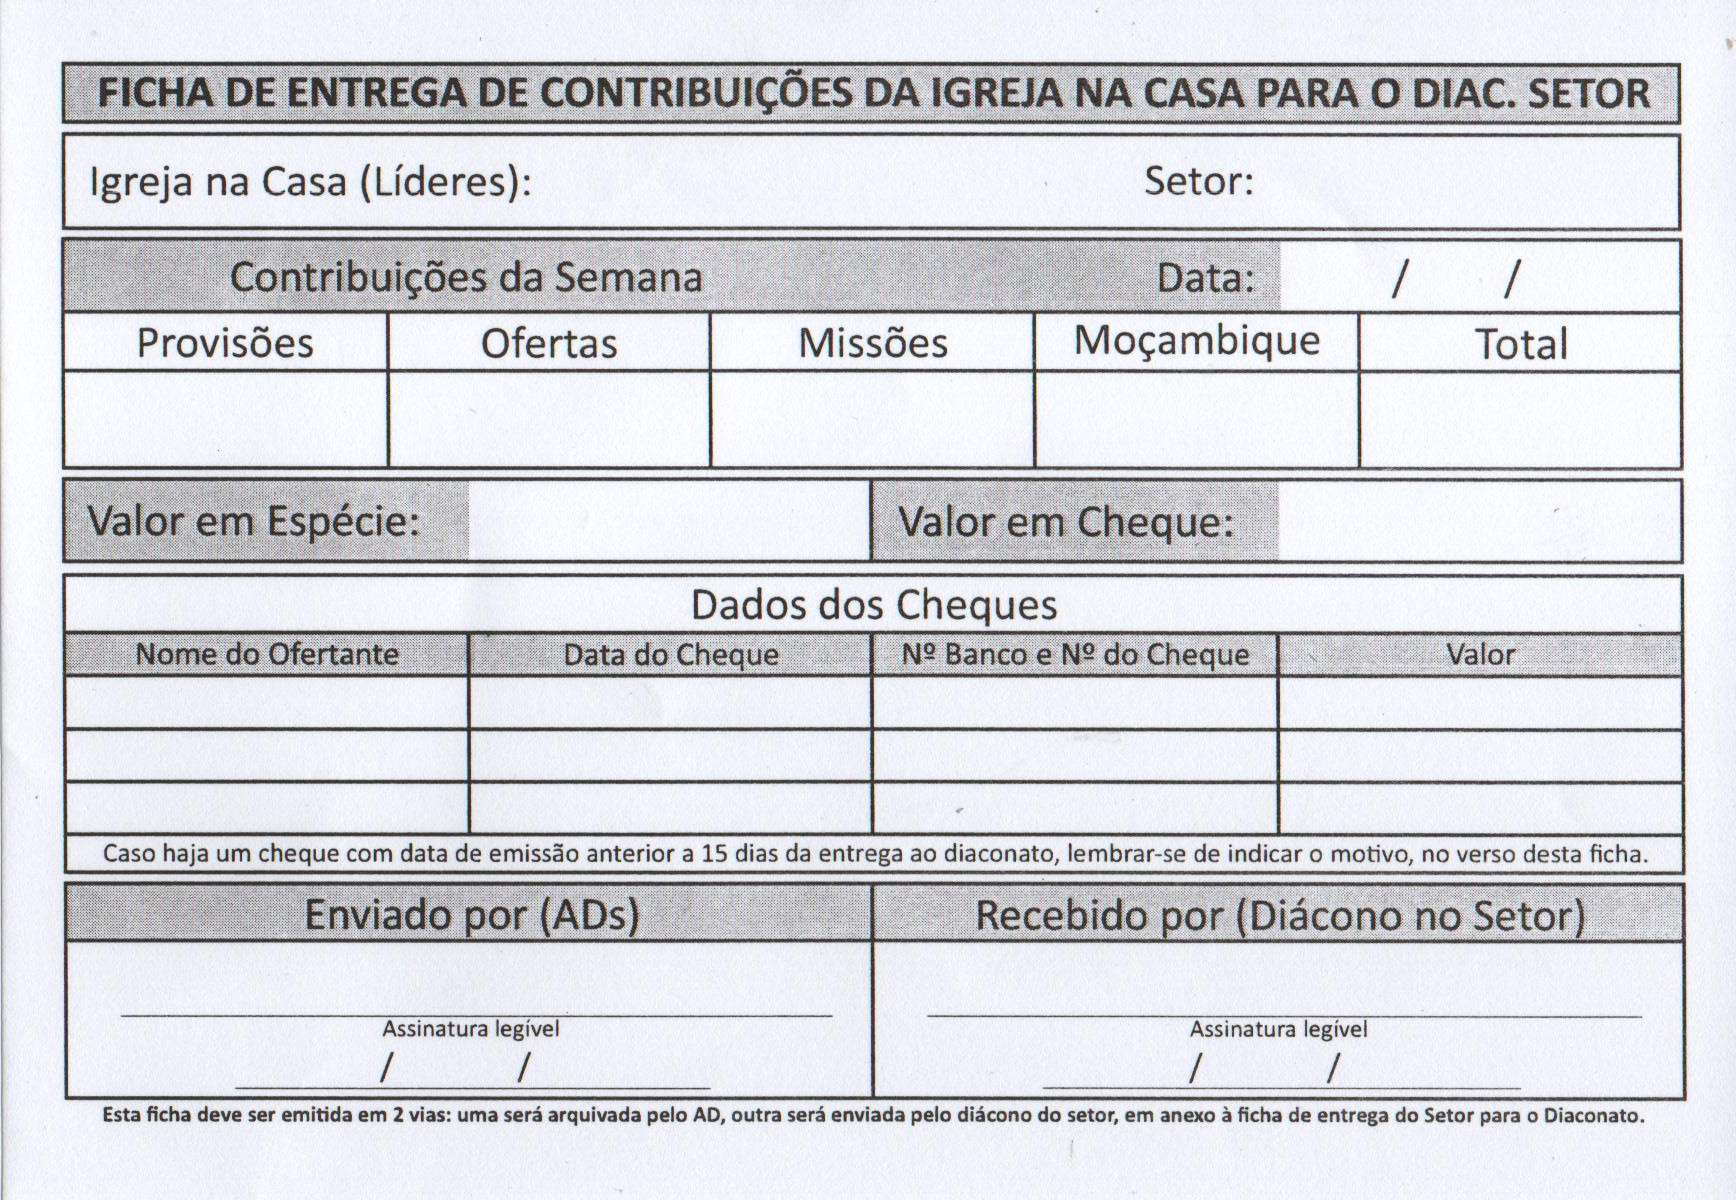 FICHA DE ENTREGA DE CONTRIBUIÇÕES DA IGREJA NA CASA PARA O DIAC. SETOR
Igreja na Casa (Líderes): Setor:
Contribuições da Semana Data: / /
Provisões Ofertas Missões Moçambique Total
Valor em Espécie: Valor em Cheque:
Dados dos Cheques
Nome do Ofertante Data do Cheque Nº Banco e Nº do Cheque Valor
Caso haja um cheque com data de emissão anterior a 15 dias da entrega ao diaconato, lembrar-se de indicar o motivo, no verso desta ficha.
Enviado por (ADs) Recebido por (Diácono no Setor)
Assinatura legível Assinatura legível
/ / / /
Esta ficha deve ser emitida em 2 vias: uma será arquivada pelo AD, outra será enviada pelo diácono do setor, em anexo à ficha de entrega do Setor para o Diaconato.